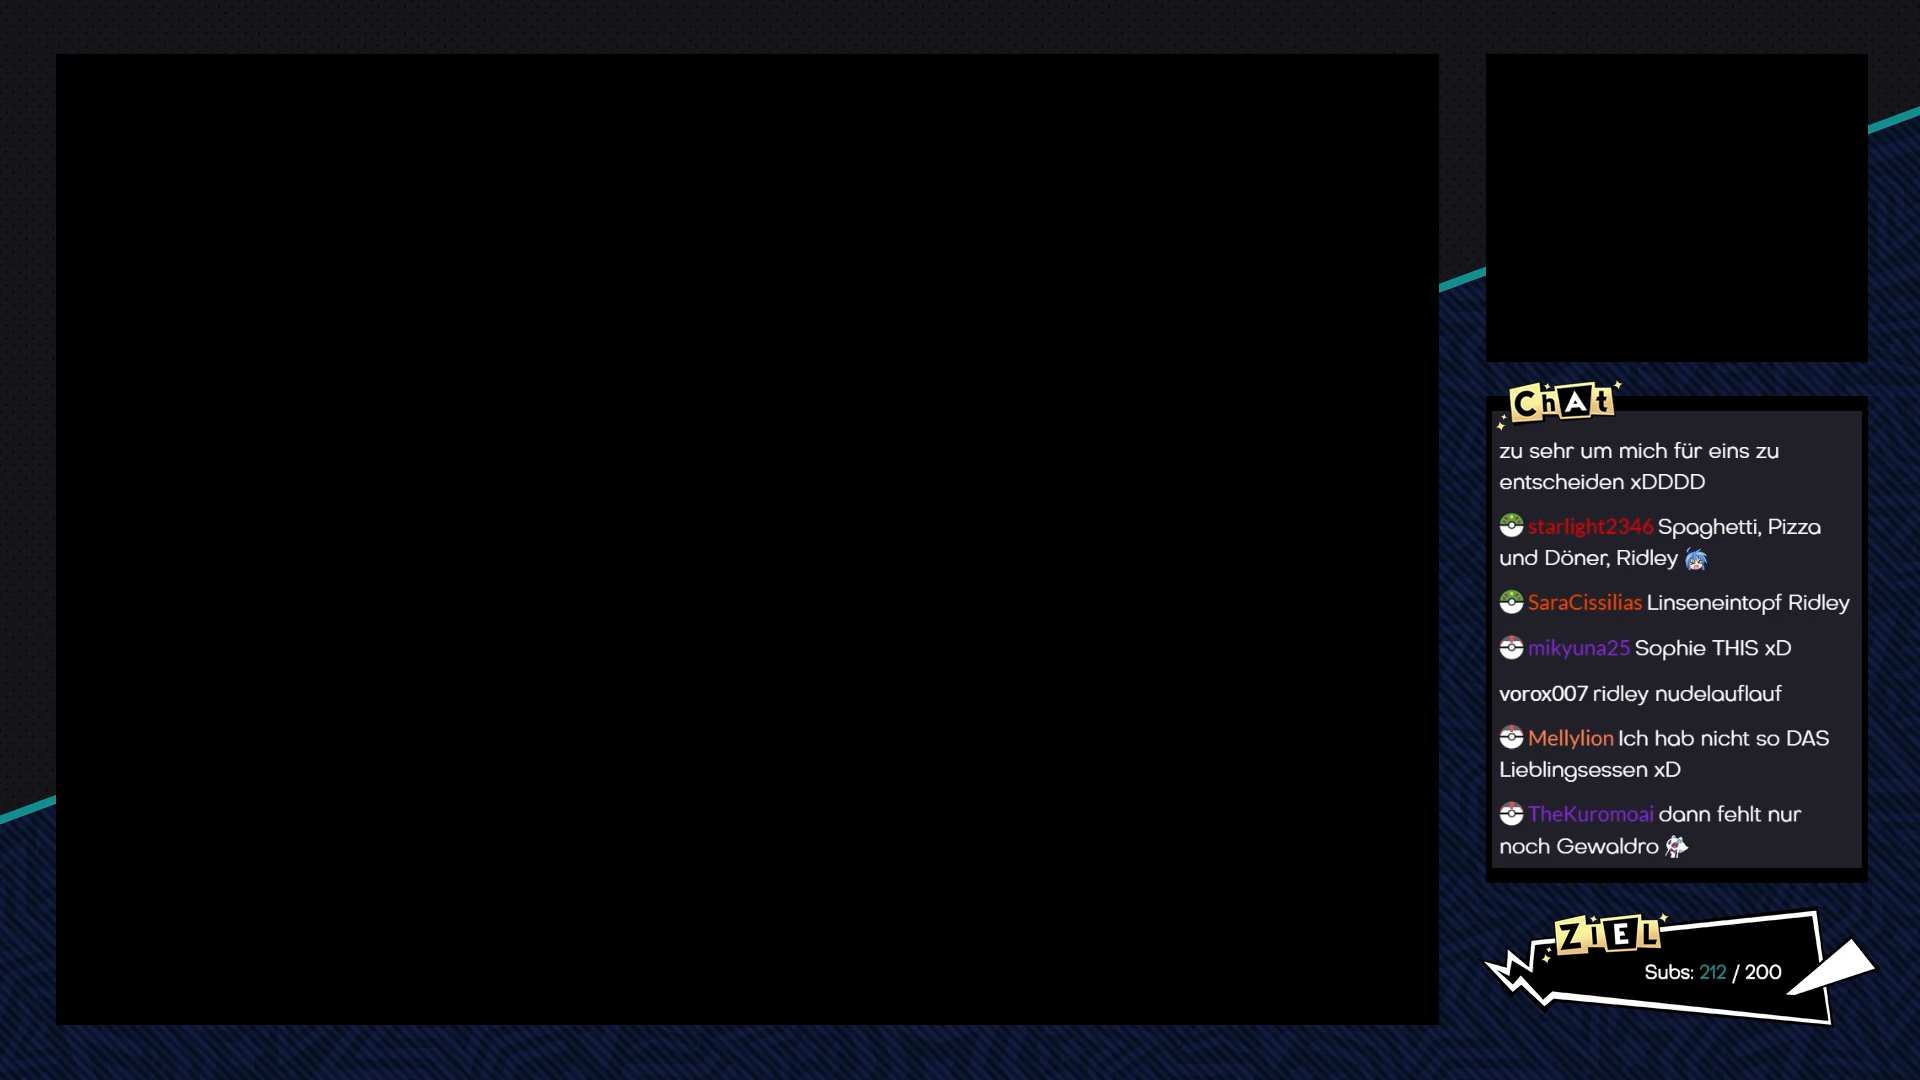 ChAt
zu sehr um mich für eins zu
entscheiden xDDDD
starlight2346 Spaghetti, Pizza
und Döner, Ridley
SaraCissilias Linseneintopf Ridley
mikyuna25 Sophie THIS xD
vorox007 ridley nudelauflauf
Mellylion Ich hab nicht so DAS
Lieblingsessen xD
TheKuromoai dann fehlt nur
noch Gewaldro
ZiEL
Subs: 212 / 200